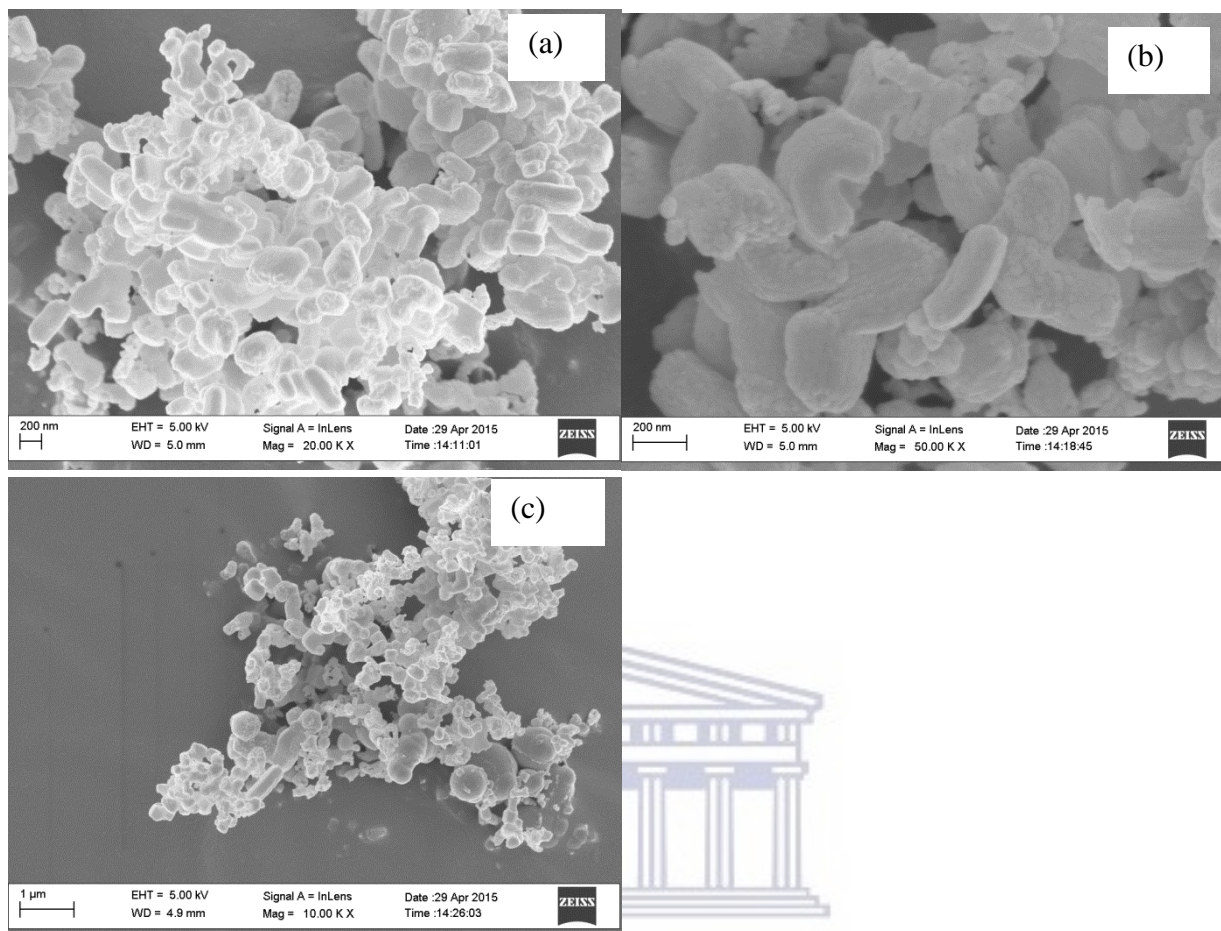 (a)
200 nm
EHT = 5.00 kV
Signal A = InLens
Date :29 Apr 2015
WD = 5.0 mm
Mag = 20.00 K X
Time :14:11:01
ZEISS
(b)
200 nm
EHT = 5.00 kV
Signal A = InLens
Date :29 Apr 2015
WD = 5.0 mm
Mag = 50.00 K X
Time :14:18:45
ZEISS
(c)
1 µm
EHT = 5.00 kV
Signal A = InLens
Date :29 Apr 2015
WD = 4.9 mm
Mag = 10.00 K X
Time :14:26:03
ZEISS